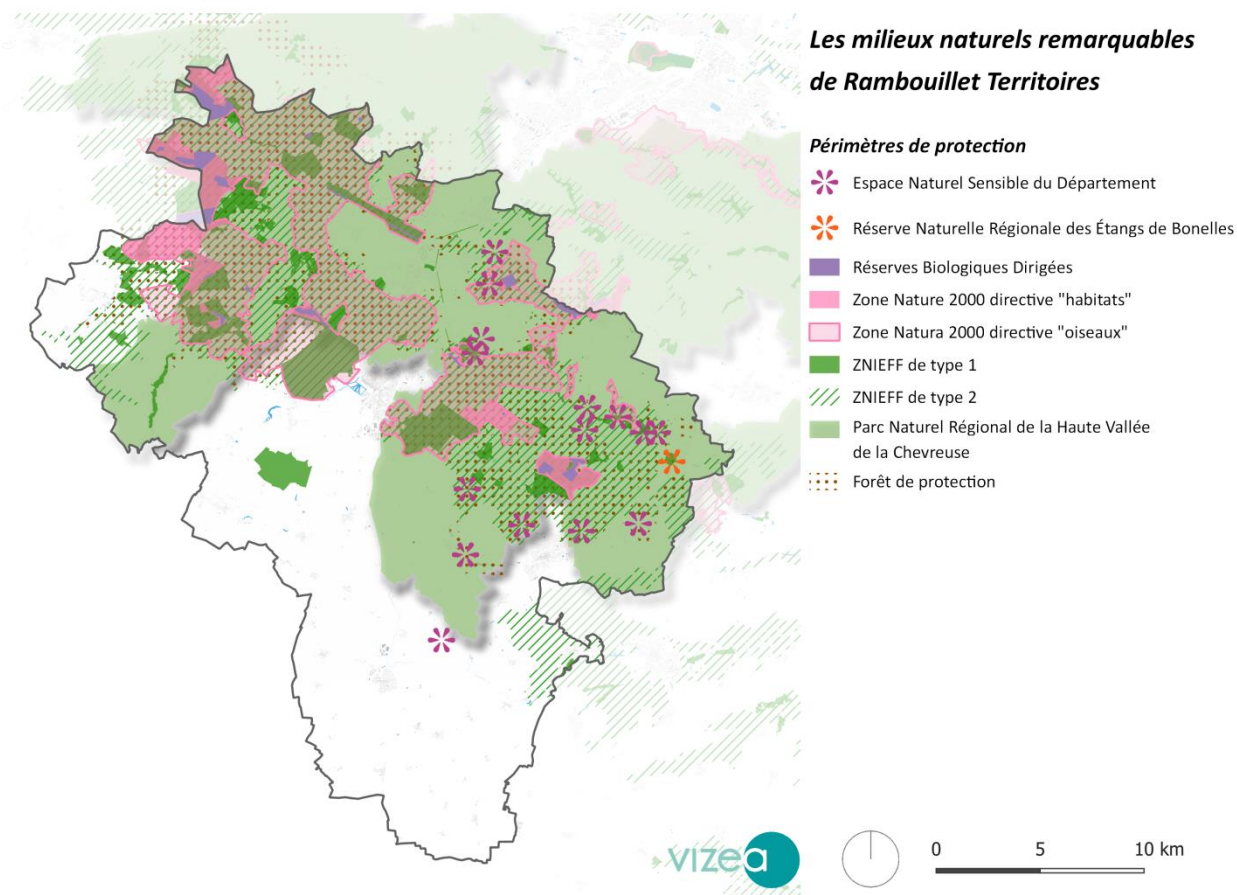 Les milieux naturels remarquables
de Rambouillet Territoires
Périmètres de protection
Espace Naturel Sensible du Département
Réserve Naturelle Régionale des Étangs de Bonelles
Réserves Biologiques Dirigées
Zone Nature 2000 directive "habitats"
Zone Natura 2000 directive "oiseaux"
ZNIEFF de type 1
ZNIEFF de type 2
Parc Naturel Régional de la Haute Vallée
de la Chevreuse
Forêt de protection
vizea
0 5 10 km